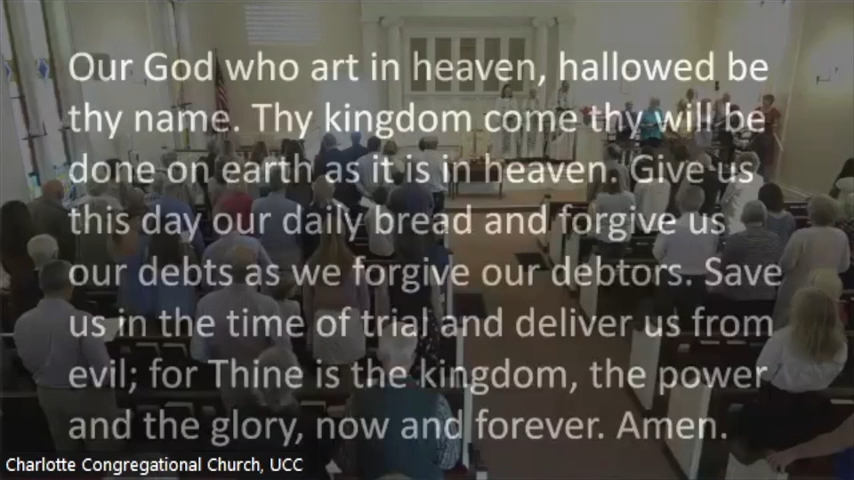 Our God who art in heaven, hallowed be
thy name. Thy kingdom come thy will be
done on earth as it is in heaven. Give us
this day our daily bread and forgive us
our debts as we forgive our debtors. Save
us in the time of trial and deliver us from
evil; for Thine is the kingdom, the power
and the glory, now and forever. Amen.
Charlotte Congregational Church, UCC